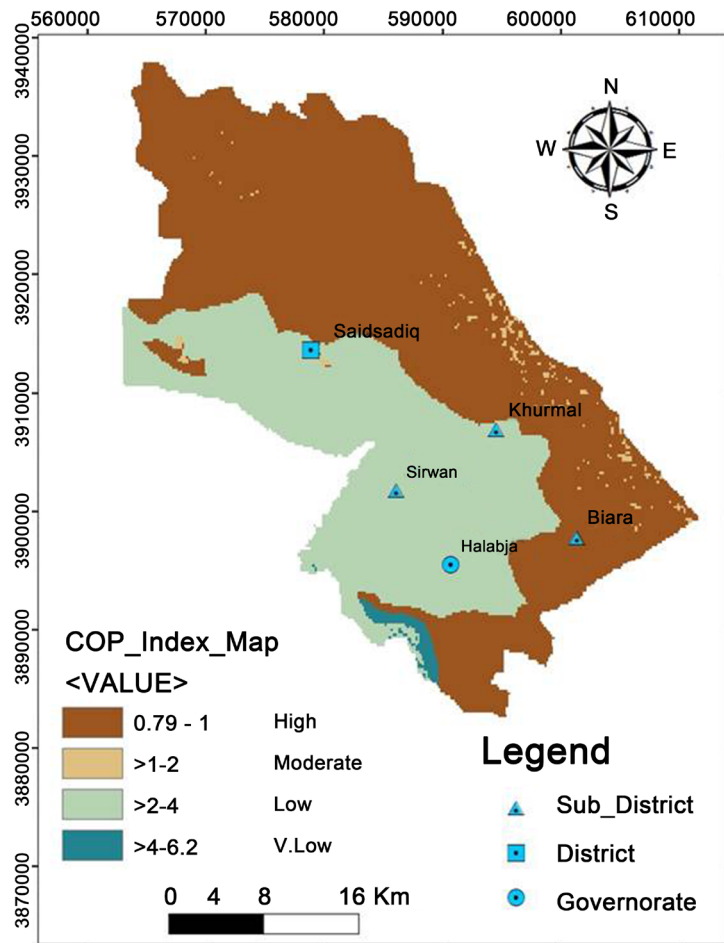 560000 570000 580000 590000 600000 610000
3940000
3930000
3920000
3910000
3900000
3890000
3880000
3870000
N
W E
S
Saidsadiq
Khurmal
Sirwan
Biara
Halabja
COP_Index_Map
<VALUE>
0.79 - 1 High
>1-2 Moderate
>2-4 Low
>4-6.2 V.Low
0 4 8 16 Km
Legend
Sub_District
District
Governorate